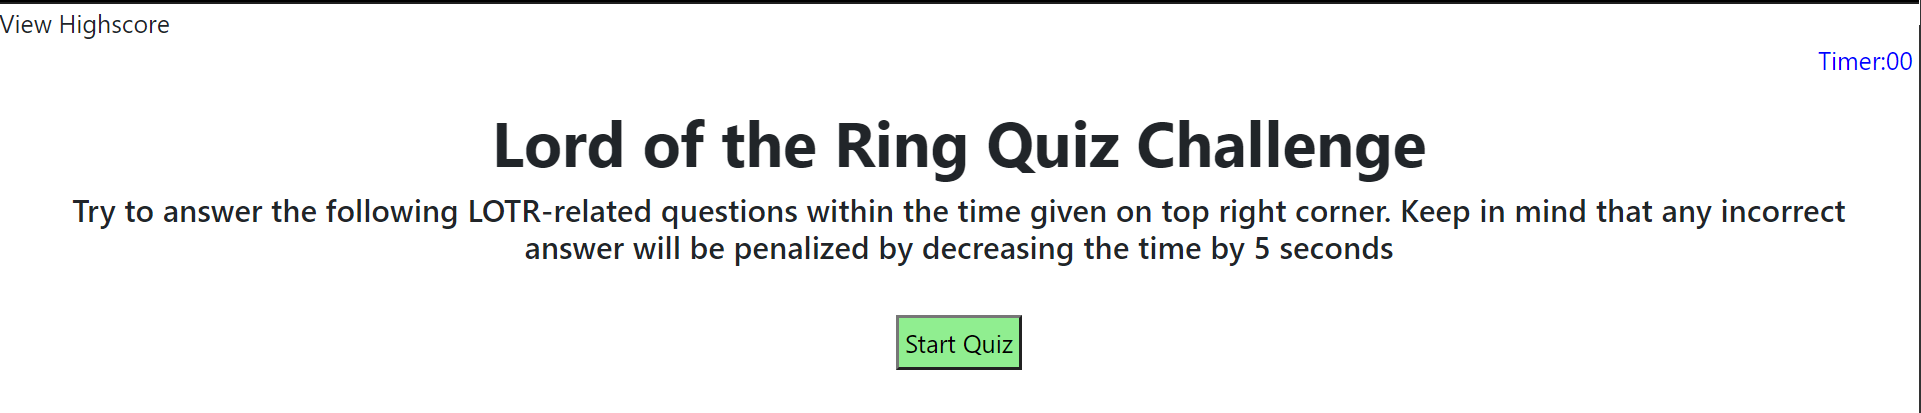 View Highscore
Timer:00
Lord of the Ring Quiz Challenge
Try to answer the following LOTR-related questions within the time given on top right corner. Keep in mind that any incorrect
answer will be penalized by decreasing the time by 5 seconds
Start Quiz